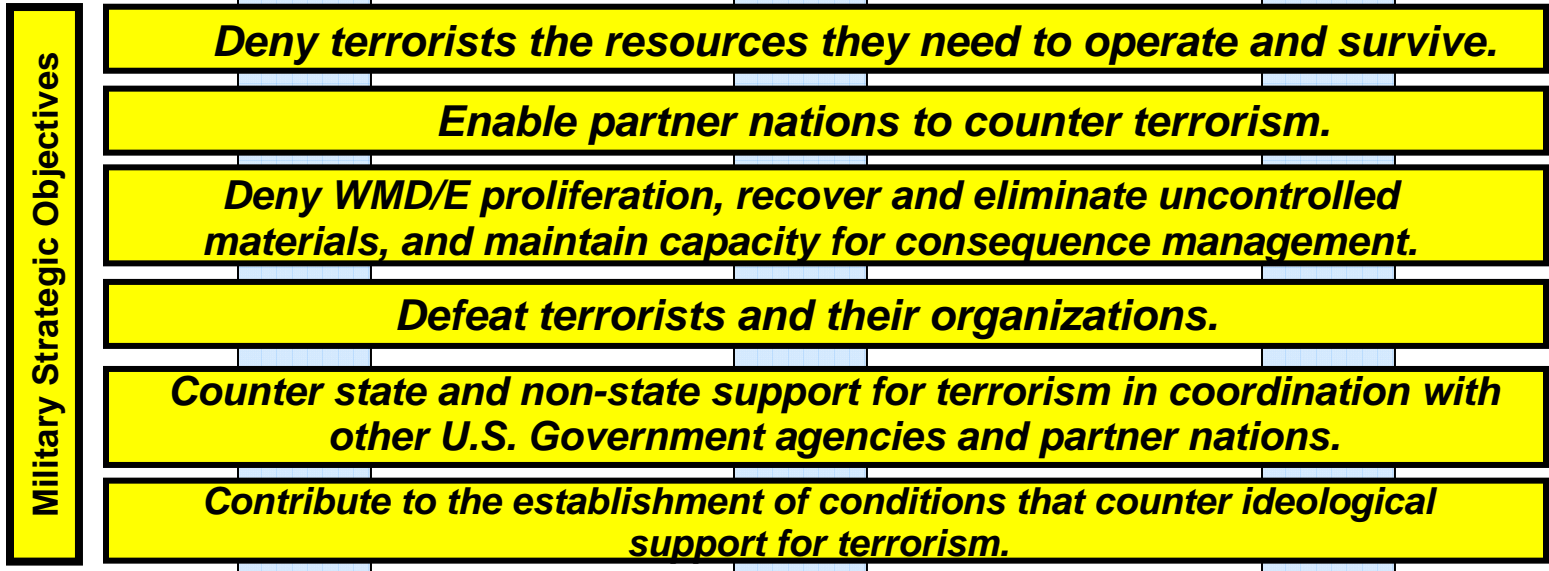 Military Strategic Objectives
Deny terrorists the resources they need to operate and survive.
Enable partner nations to counter terrorism.
Deny WMD/E proliferation, recover and eliminate uncontrolled
materials, and maintain capacity for consequence management.
Defeat terrorists and their organizations.
Counter state and non-state support for terrorism in coordination with
other U.S. Government agencies and partner nations.
Contribute to the establishment of conditions that counter ideological
support for terrorism.